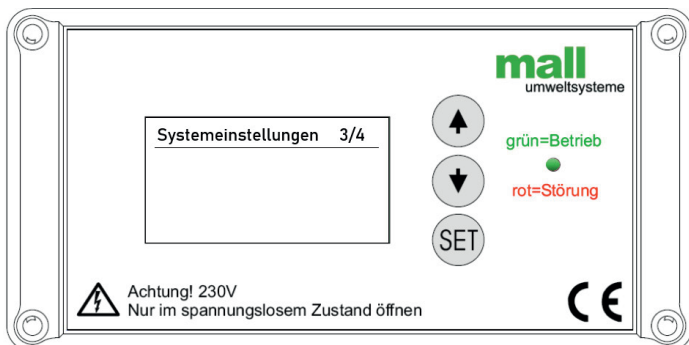 mall
umweltsysteme
Systemeinstellungen 3/4
grün=Betrieb
rot=Störung
SET
Achtung! 230V
Nur im spannungslosem Zustand öffnen
CE